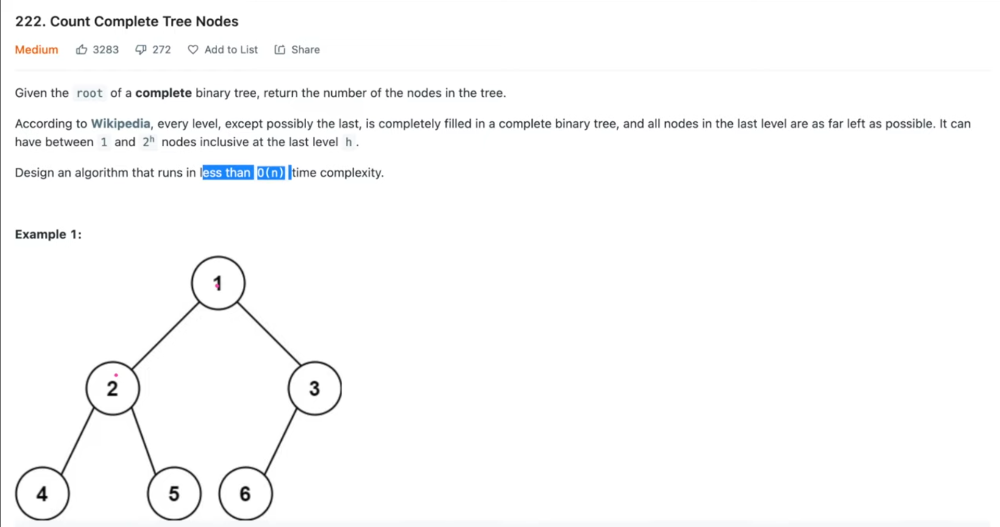 222. Count Complete Tree Nodes
Medium 3283 272 Add to List Share
Given the root of a complete binary tree, return the number of the nodes in the tree.
According to Wikipedia, every level, except possibly the last, is completely filled in a complete binary tree, and all nodes in the last level are as far left as possible. It can
have between 1 and 2ʰ nodes inclusive at the last level h.
Design an algorithm that runs in less than O(n) time complexity.
Example 1:
1
2 3
4 5 6